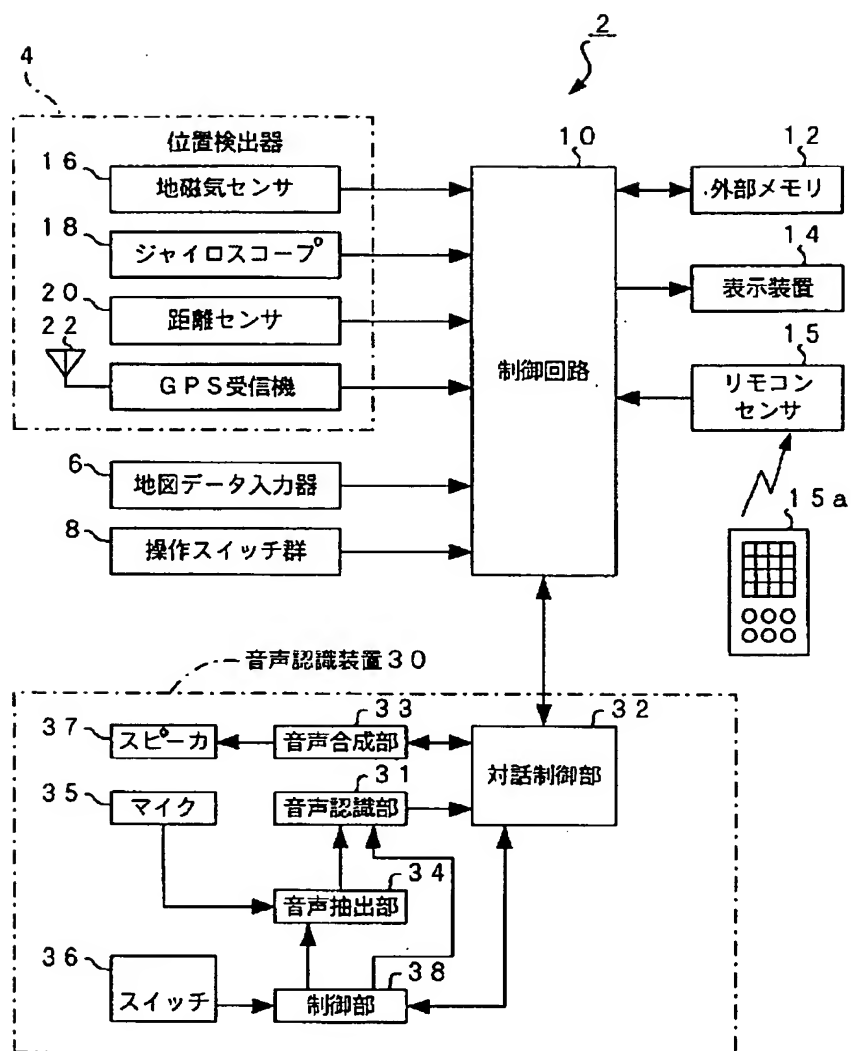 2
4
位置検出器
16
地磁気センサ
18
ジャイロスコープ
20
距離センサ
22
GPS受信機
6
地図データ入力器
8
操作スイッチ群
10
制御回路
12
外部メモリ
14
表示装置
15
リモコン
センサ
15a
音声認識装置30
37
スピーカ
33
音声合成部
32
対話制御部
35
マイク
31
音声認識部
34
音声抽出部
36
スイッチ
38
制御部